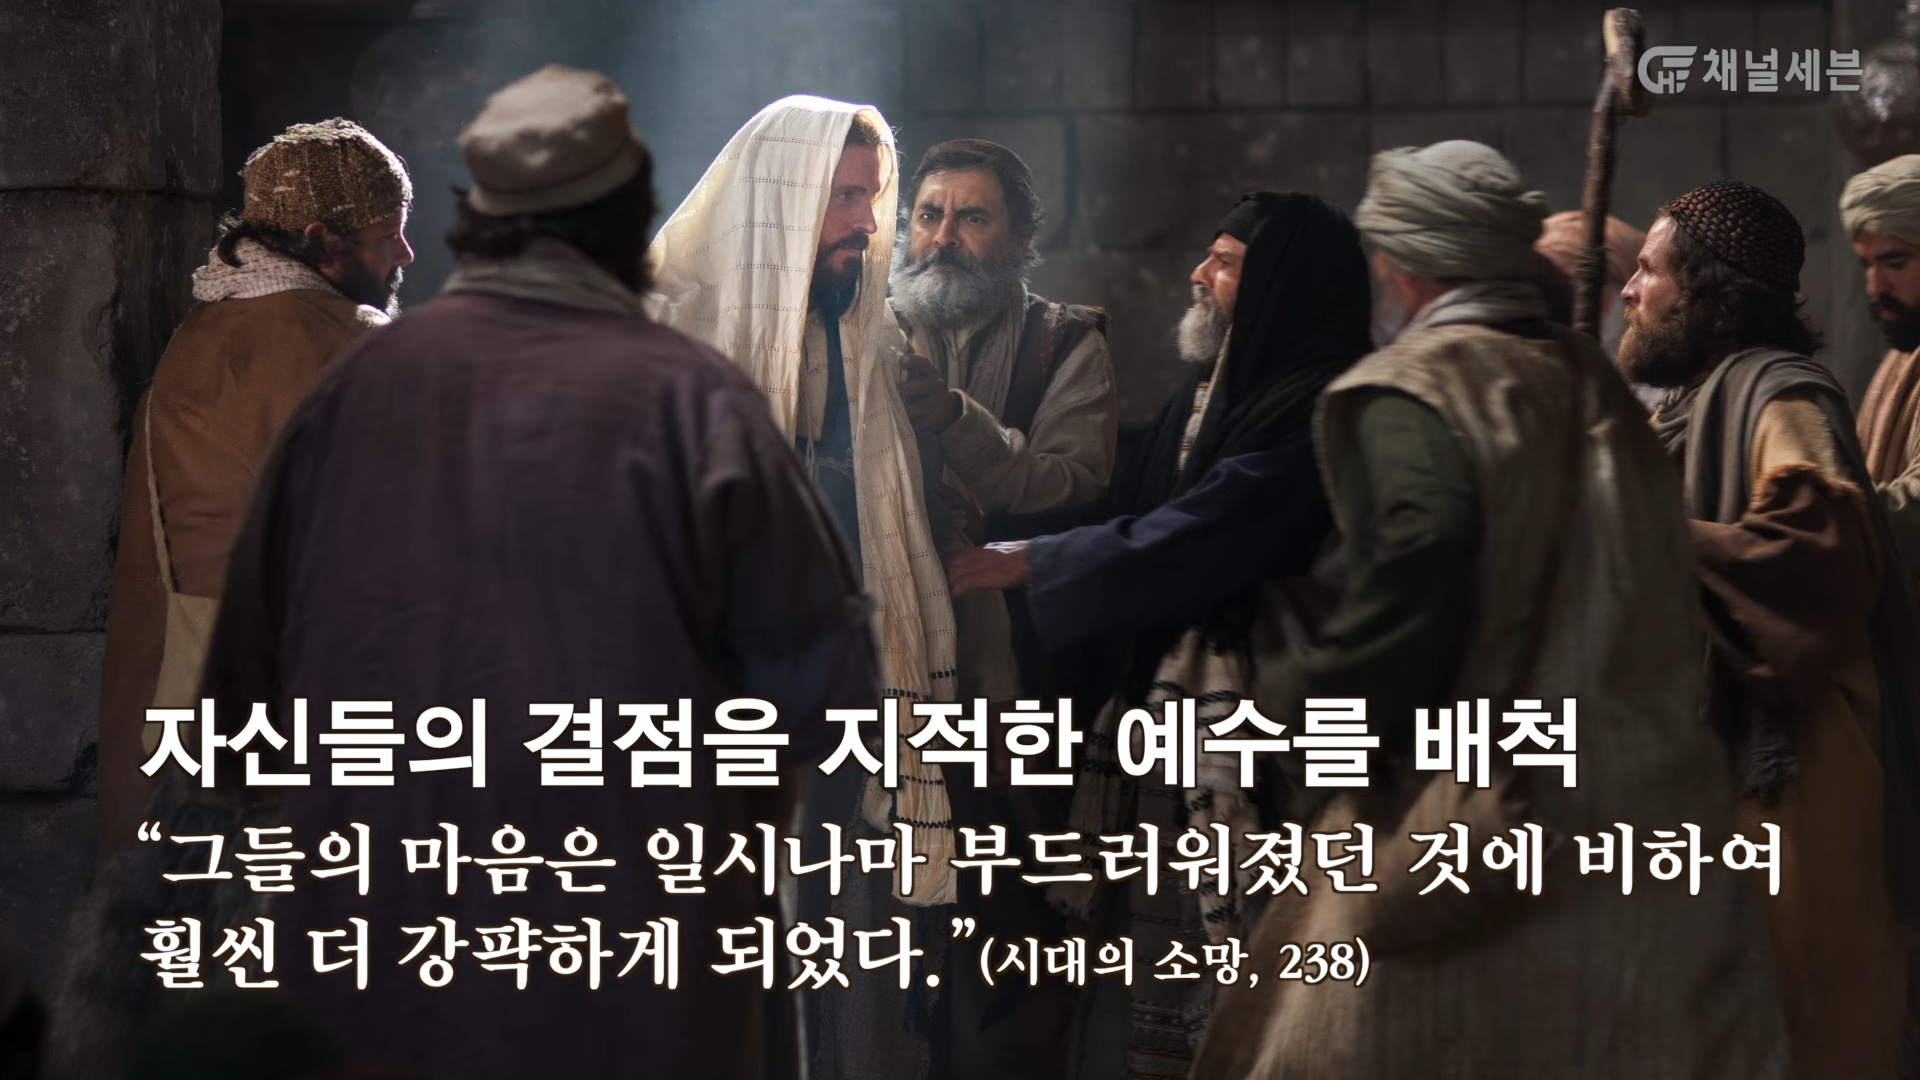 채널세븐
자신들의 결점을 지적한 예수를 배척
“그들의 마음은 일시나마 부드러워졌던 것에 비하여
훨씬 더 강퍅하게 되었다.”(시대의 소망, 238)